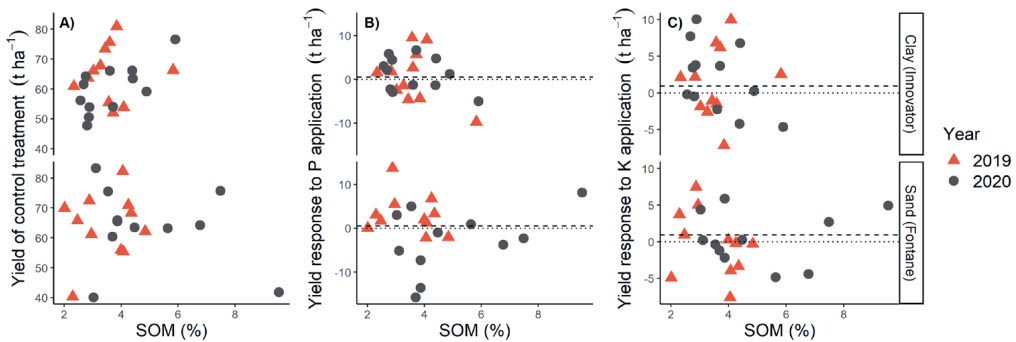 A)
Yield of control treatment (t ha⁻¹)
80
70
60
50
40
80
70
60
50
40
2 4 6 8
SOM (%)
B)
Yield response to P application (t ha⁻¹)
10
0
-10
10
0
-10
2 4 6 8
SOM (%)
C)
Yield response to K application (t ha⁻¹)
10
5
0
-5
10
5
0
-5
2 4 6 8
SOM (%)
Clay (Innovator)
Sand (Fontane)
Year
2019
2020